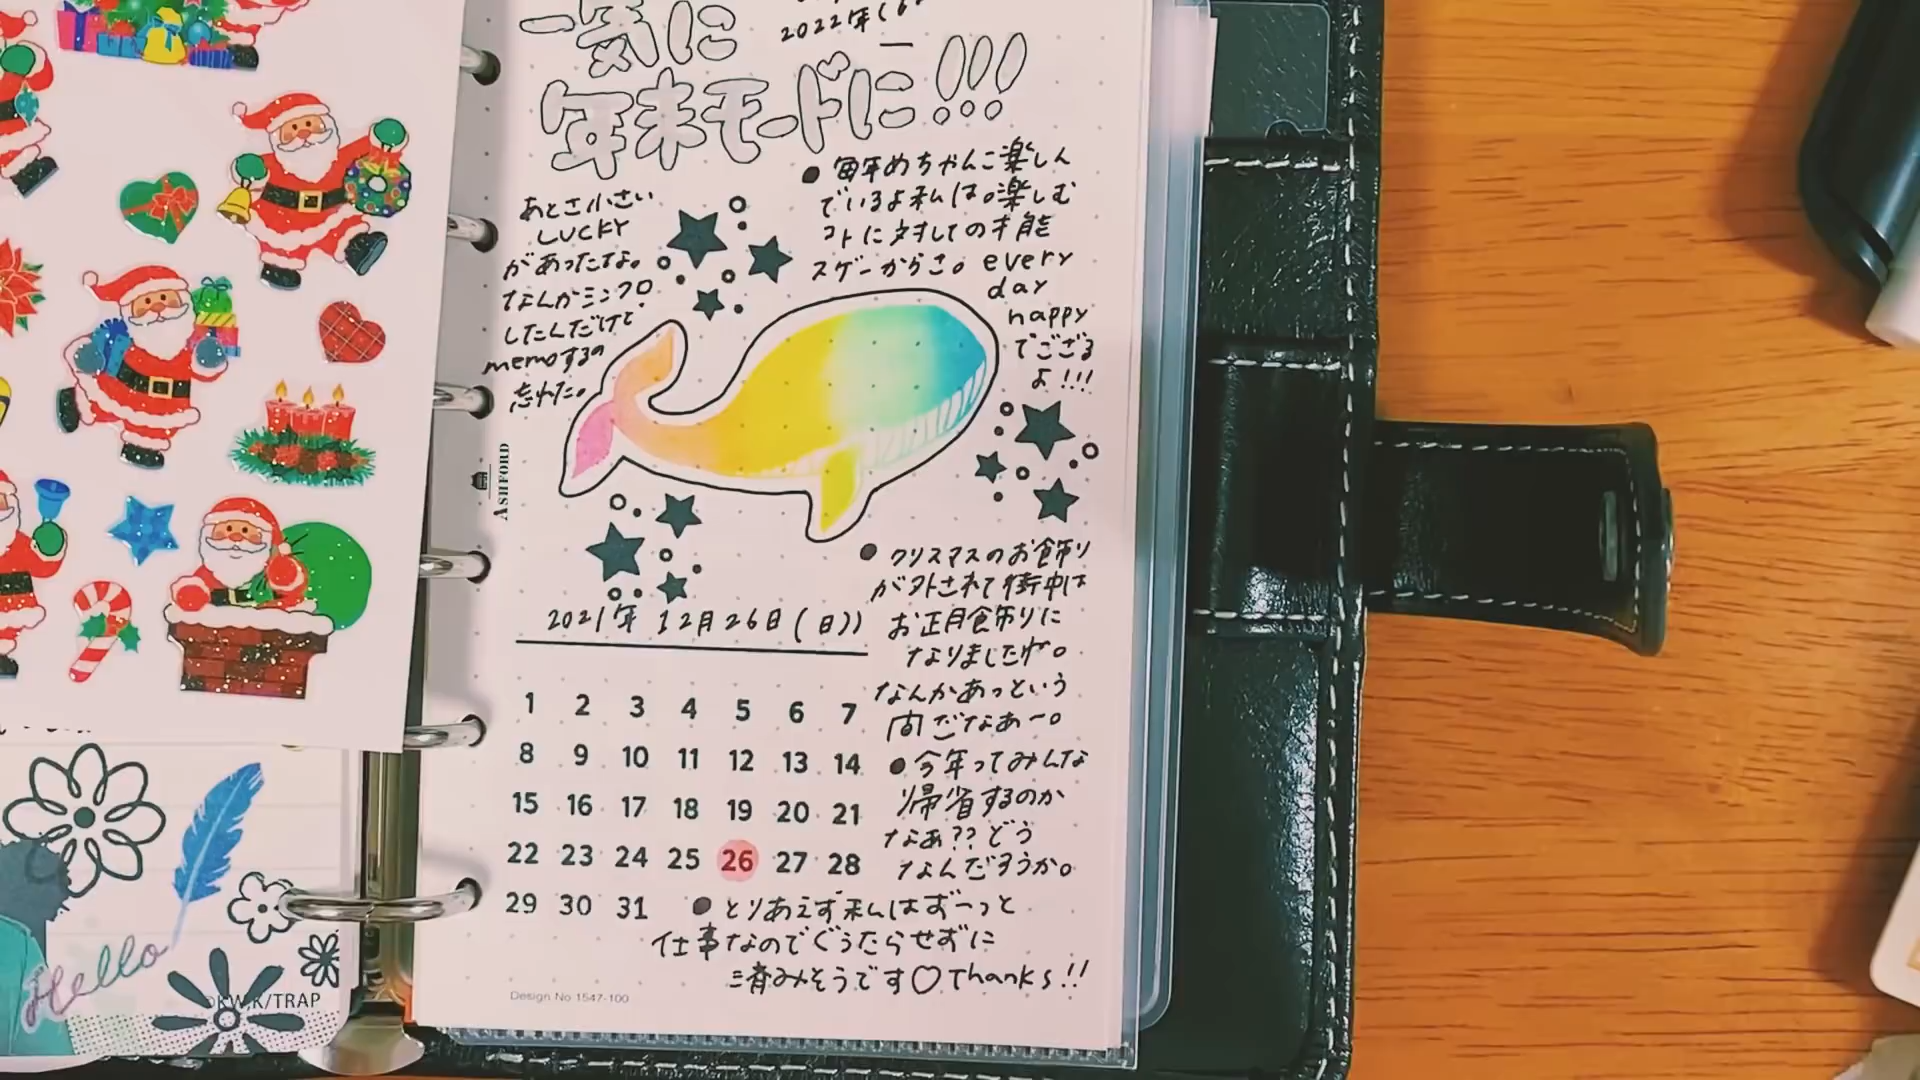 一気に
2022年(
年末モードに!!!
●毎年めちゃんこ楽しん
でいるよ私は。楽しむ
コトに対しての才能
スゲーからさ。every
day
happy
でござる
よ!!!
あとさ小さい
LUCKY
があったな。
なんかミンクロ
したんだけど
memoするの
忘れた。
ASHFORD
●クリスマスのお飾り
が外されて街中は
お正月飾りに
なりましたが。
なんかあっという
間だなあー。
●今年ってみんな
帰省するのか
なあ??どう
なんだろうか。
2021年 12月26日(日)
1 2 3 4 5 6 7
8 9 10 11 12 13 14
15 16 17 18 19 20 21
22 23 24 25 26 27 28
29 30 31
●とりあえず私はずーっと
仕事なのでぐうたらせずに
済みそうです♡Thanks!!
Design No 1547-100
Hello
©KWK/TRAP